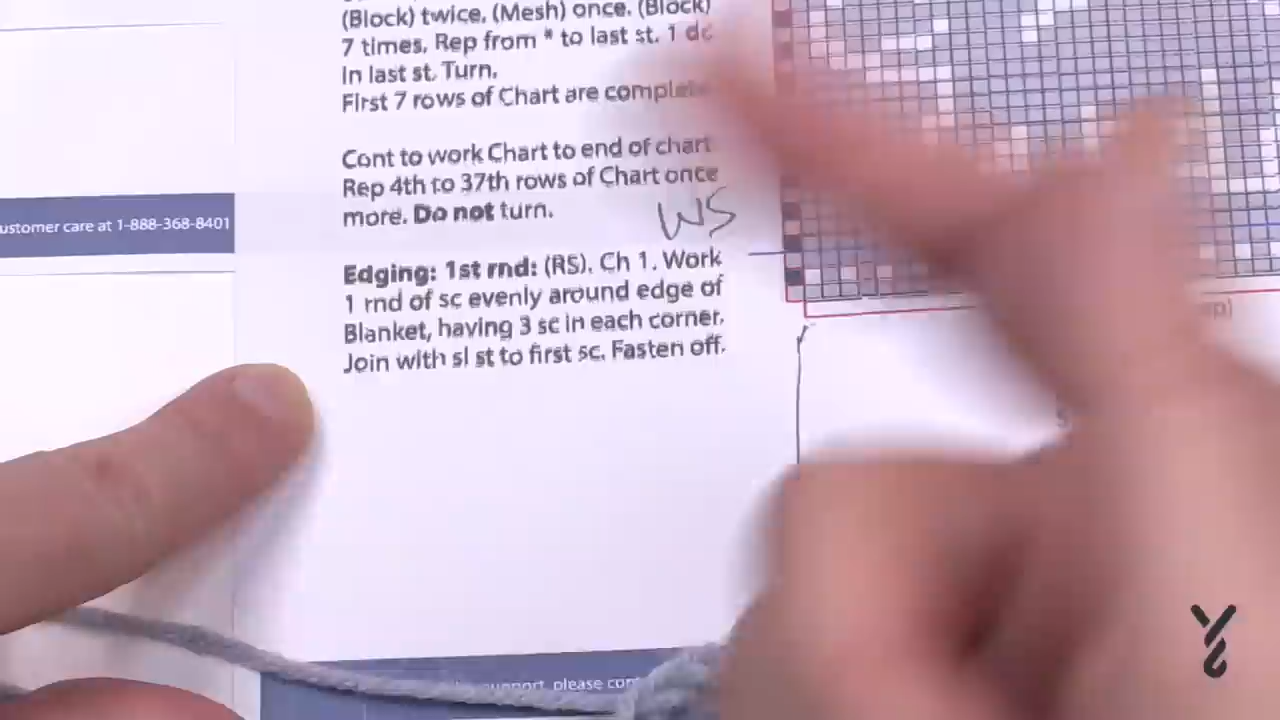 (Block) twice. (Mesh) once. (Block)
7 times. Rep from * to last st. 1 dc
in last st. Turn.
First 7 rows of Chart are complete
Cont to work Chart to end of chart
Rep 4th to 37th rows of Chart once
more. Do not turn.
WS
Edging: 1st rnd: (RS). Ch 1. Work
1 rnd of sc evenly around edge of
Blanket, having 3 sc in each corner.
Join with sl st to first sc. Fasten off.
ustomer care at 1-888-368-8401
support, please con